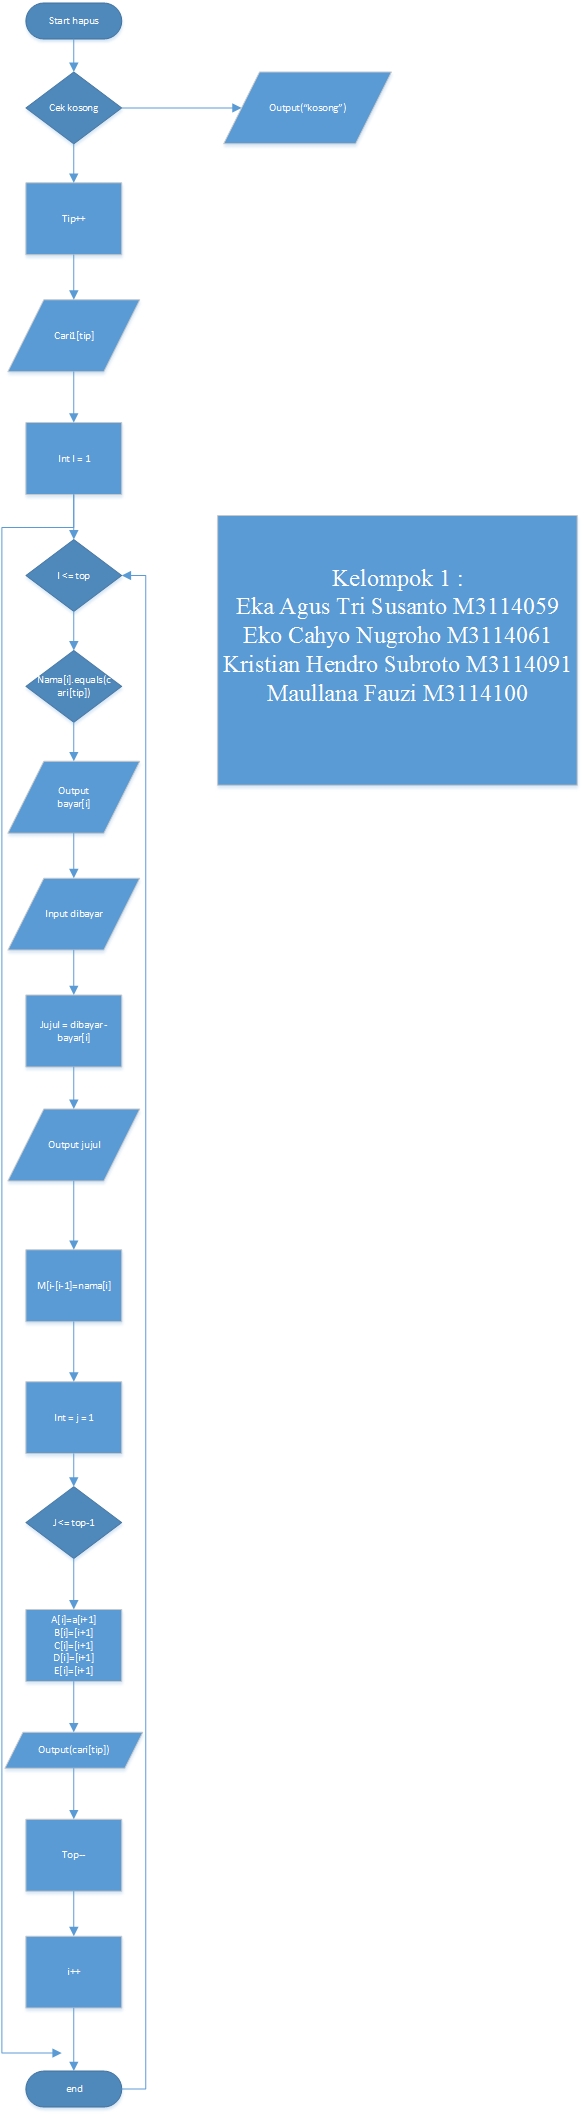 Start hapus
Cek kosong
Output("kosong")
Tip++
Cari1[tip]
Int I = 1
I <= top
Nama[i].equals(c
ari[tip])
Output
bayar[i]
Input dibayar
Jujul = dibayar-
bayar[i]
Output jujul
M[i-[i-1]=nama[i]
Int = j = 1
J <= top-1
A[i]=a[i+1]
B[i]=[i+1]
C[i]=[i+1]
D[i]=[i+1]
E[i]=[i+1]
Output(cari[tip])
Top--
i++
end
Kelompok 1 :
Eka Agus Tri Susanto M3114059
Eko Cahyo Nugroho M3114061
Kristian Hendro Subroto M3114091
Maullana Fauzi M3114100